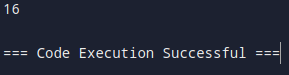 16
=== Code Execution Successful ===